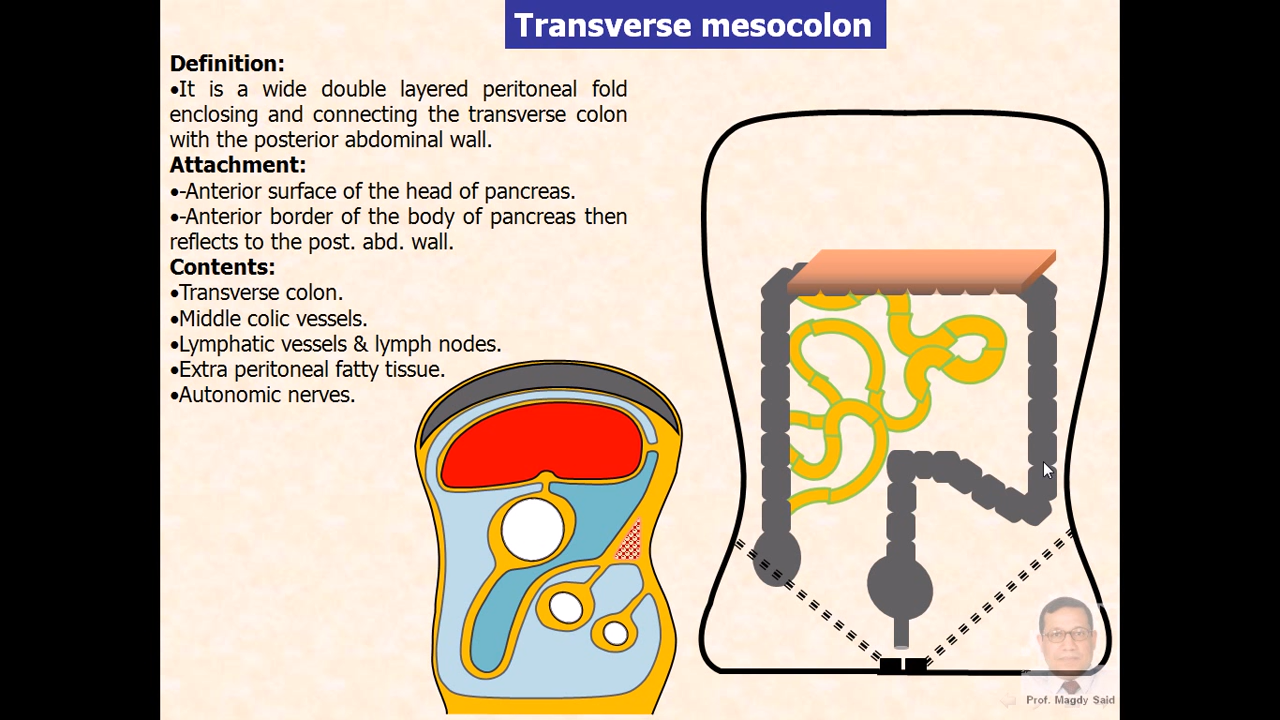 Transverse mesocolon
Definition:
•It is a wide double layered peritoneal fold
enclosing and connecting the transverse colon
with the posterior abdominal wall.
Attachment:
•-Anterior surface of the head of pancreas.
•-Anterior border of the body of pancreas then
reflects to the post. abd. wall.
Contents:
•Transverse colon.
•Middle colic vessels.
•Lymphatic vessels & lymph nodes.
•Extra peritoneal fatty tissue.
•Autonomic nerves.
Prof. Magdy Said